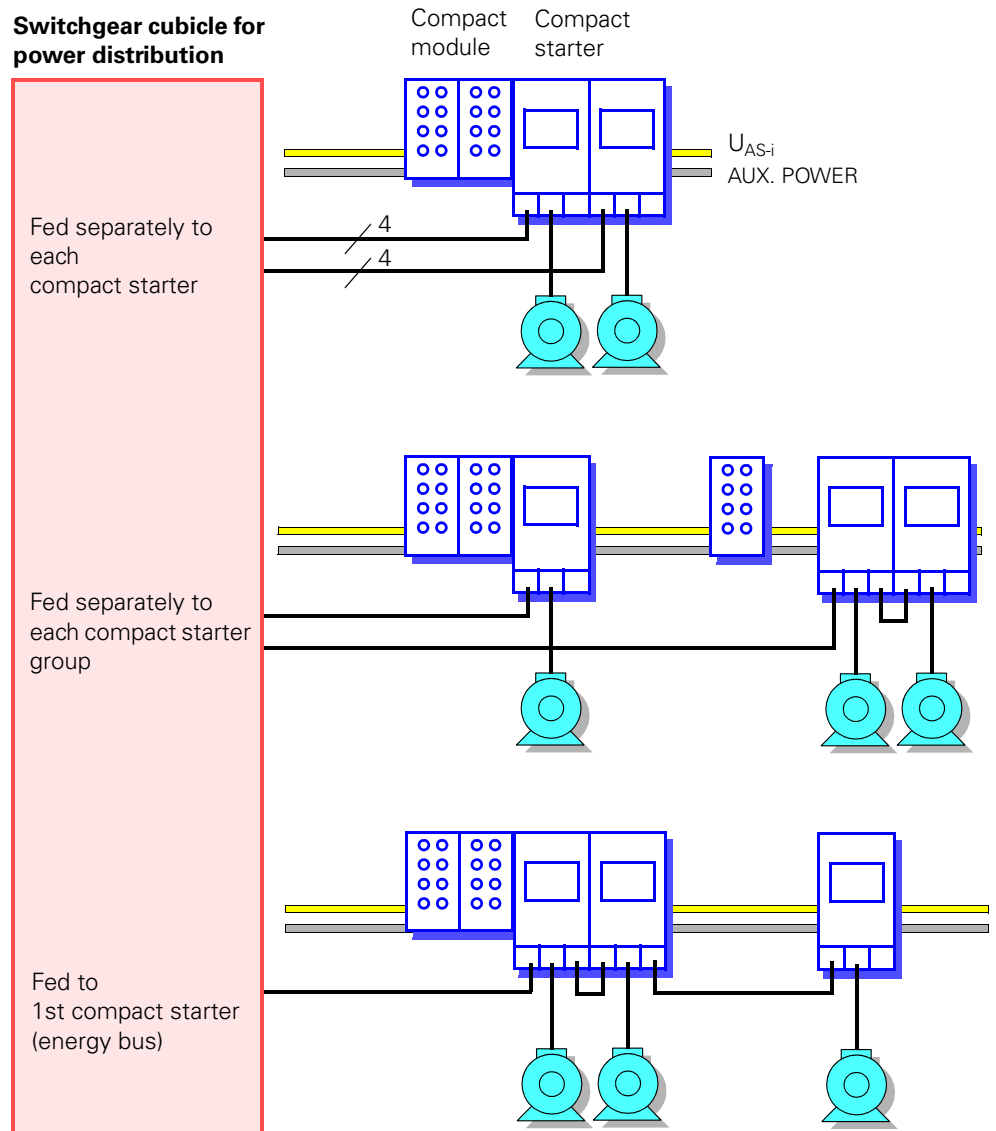 Switchgear cubicle for
power distribution
Compact
module
Compact
starter
UAS-i
AUX. POWER
Fed separately to
each
compact starter
4
4
Fed separately to
each compact starter
group
Fed to
1st compact starter
(energy bus)